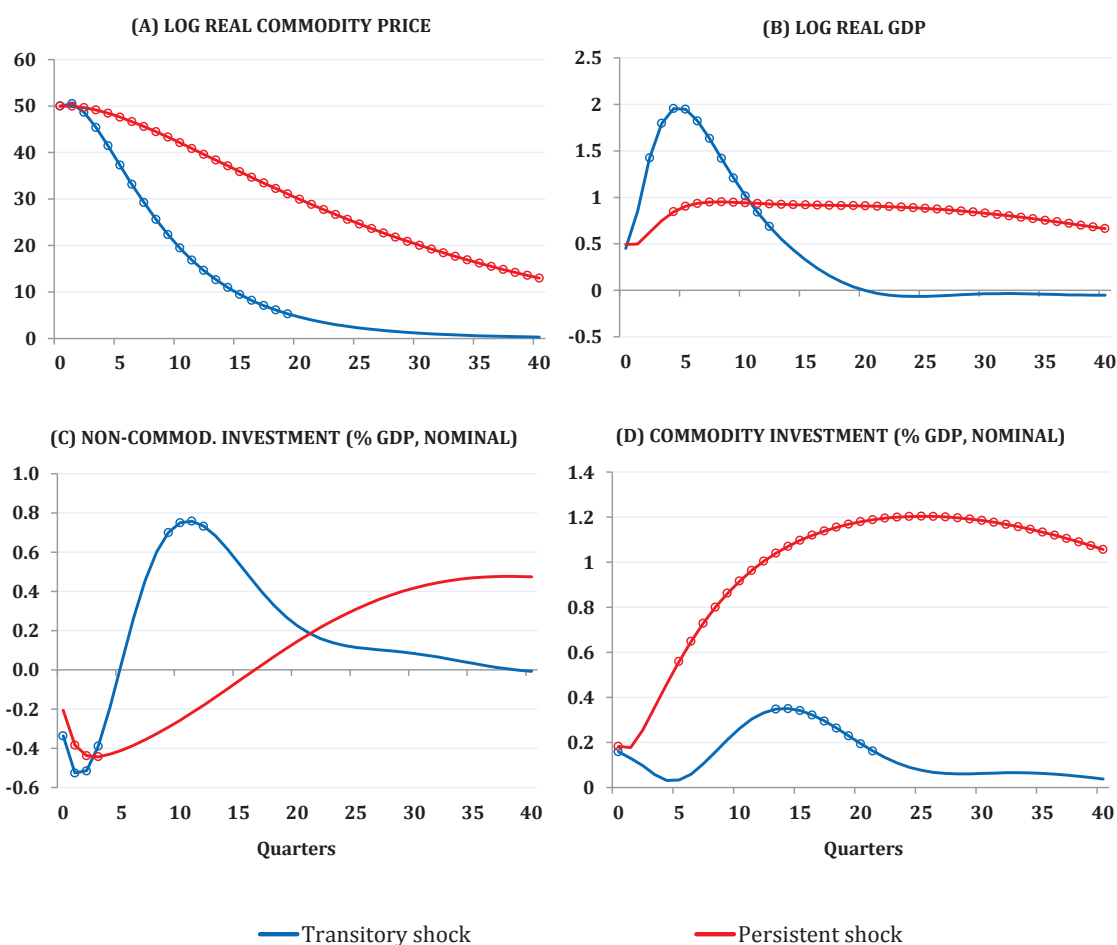 (A) LOG REAL COMMODITY PRICE
60
50
40
30
20
10
0
0 5 10 15 20 25 30 35 40
(B) LOG REAL GDP
2.5
2
1.5
1
0.5
0
-0.5
0 5 10 15 20 25 30 35 40
(C) NON-COMMOD. INVESTMENT (% GDP, NOMINAL)
1.0
0.8
0.6
0.4
0.2
0.0
-0.2
-0.4
-0.6
0 5 10 15 20 25 30 35 40
Quarters
(D) COMMODITY INVESTMENT (% GDP, NOMINAL)
1.4
1.2
1
0.8
0.6
0.4
0.2
0
0 5 10 15 20 25 30 35 40
Quarters
Transitory shock
Persistent shock